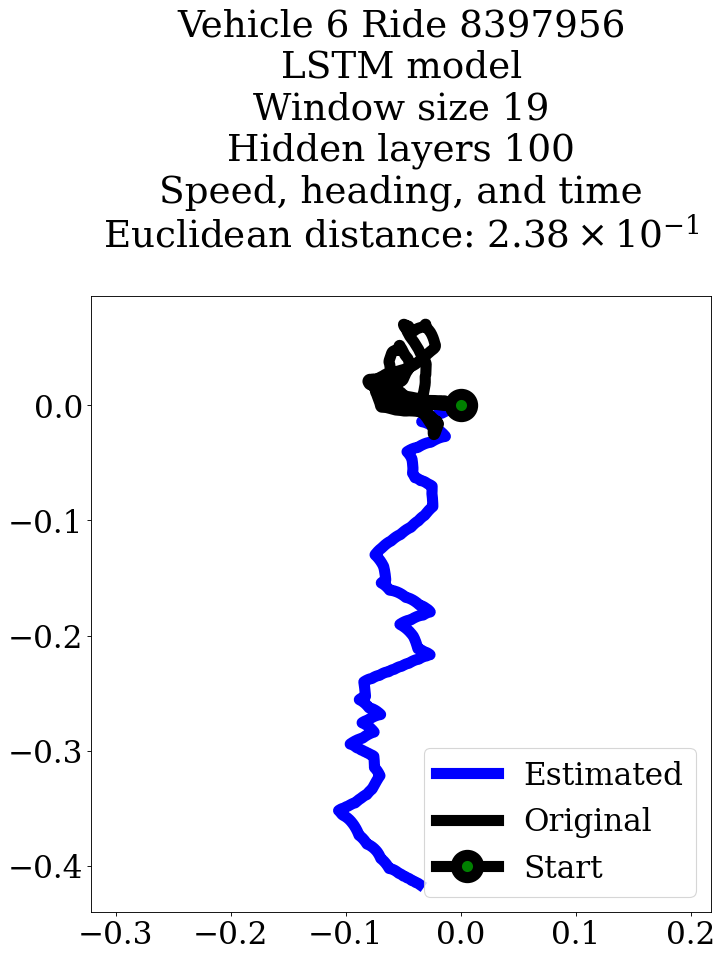 Vehicle 6 Ride 8397956
LSTM model
Window size 19
Hidden layers 100
Speed, heading, and time
Euclidean distance: 2.38 × 10⁻¹
0.0
−0.1
−0.2
−0.3
−0.4
Estimated
Original
Start
−0.3 −0.2 −0.1 0.0 0.1 0.2